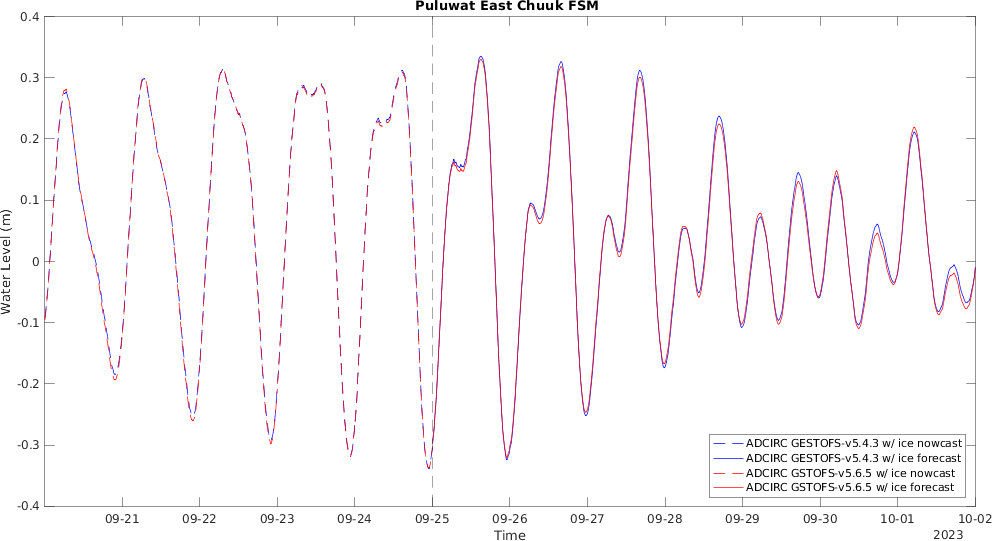 Puluwat East Chuuk FSM
0.4
0.3
0.2
0.1
0
-0.1
-0.2
-0.3
-0.4
Water Level (m)
09-21 09-22 09-23 09-24 09-25 09-26 09-27 09-28 09-29 09-30 10-01 10-02
Time
2023
ADCIRC GESTOFS-v5.4.3 w/ ice nowcast
ADCIRC GESTOFS-v5.4.3 w/ ice forecast
ADCIRC GSTOFS-v5.6.5 w/ ice nowcast
ADCIRC GSTOFS-v5.6.5 w/ ice forecast